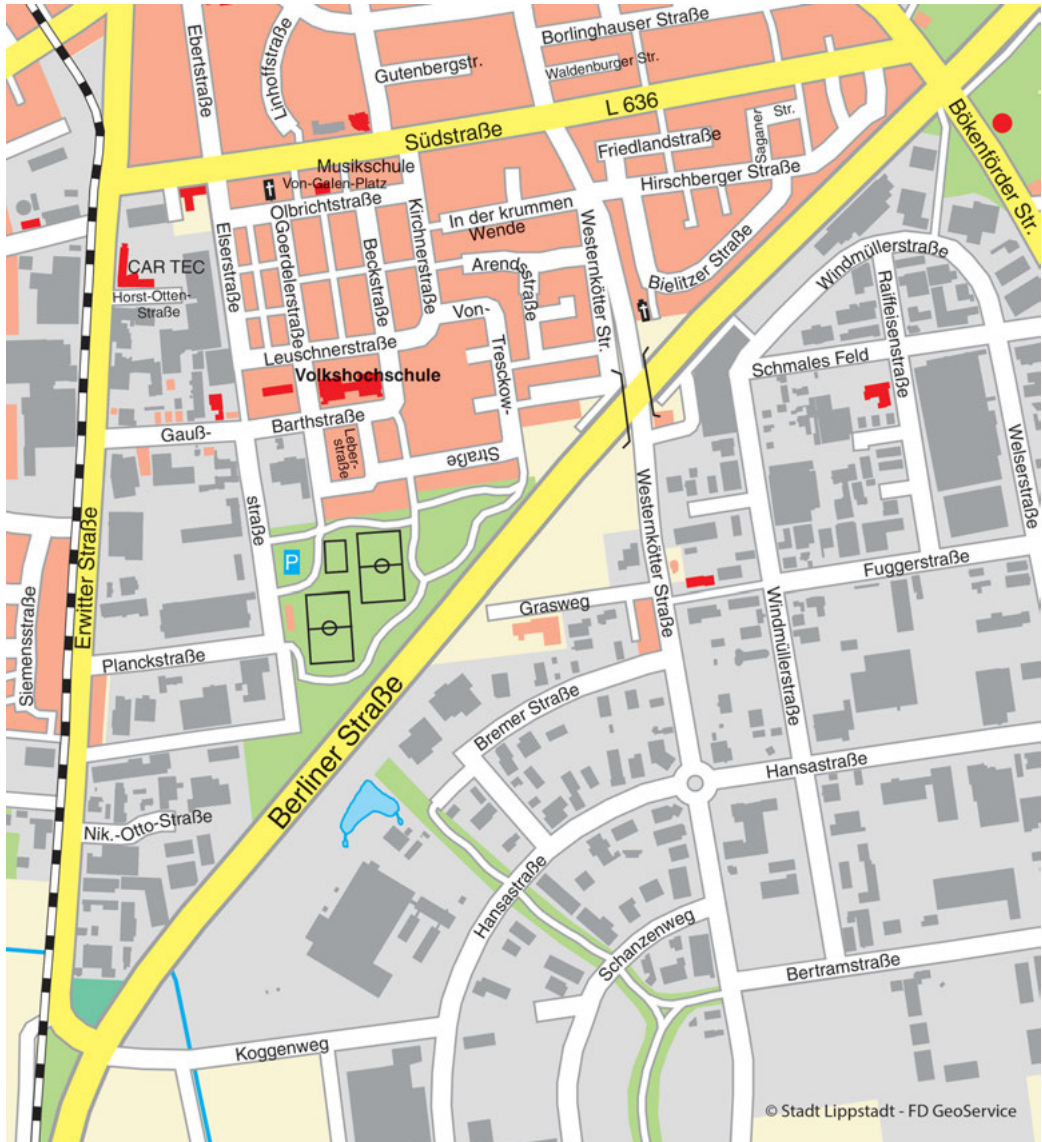 Borlinghauser Straße
Ebertstraße
Linhoffstraße
Gutenbergstr.
Waldenburger Str.
L 636
Südstraße
Bökenförder Str.
Str.
Saganer
Friedlandstraße
Musikschule
Von-Galen-Platz
Hirschberger Straße
Olbrichtstraße
Kirchnerstraße
In der krummen
Wende
Westernkötter Str.
Elserstraße
Goerdelerstraße
Beckstraße
Arendsstraße
Bielitzer Straße
Windmüllerstraße
CAR TEC
Horst-Otten-
Straße
Raiffeisenstraße
Von-
Tresckow-
Straße
Leuschnerstraße
Schmales Feld
Volkshochschule
Gauß-
straße
Barthstraße
Leber-
straße
Welserstraße
Westernkötter Straße
P
Erwitter Straße
Siemensstraße
Fuggerstraße
Grasweg
Windmüllerstraße
Planckstraße
Bremer Straße
Berliner Straße
Hansastraße
Nik.-Otto-Straße
Hansastraße
Schanzenweg
Bertramstraße
Koggenweg
© Stadt Lippstadt - FD GeoService